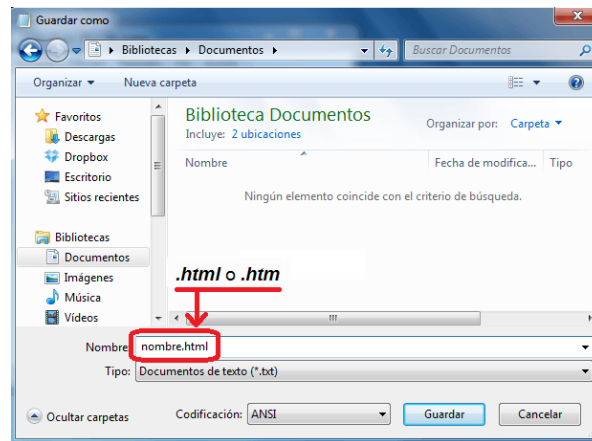 Guardar como
Bibliotecas Documentos
Buscar Documentos
Organizar Nueva carpeta
Favoritos
Descargas
Dropbox
Escritorio
Sitios recientes
Bibliotecas
Documentos
Imágenes
Música
Vídeos
Biblioteca Documentos
Incluye: 2 ubicaciones
Organizar por: Carpeta
Nombre Fecha de modifica... Tipo
Ningún elemento coincide con el criterio de búsqueda.
.html o .htm
Nombre nombre.html
Tipo: Documentos de texto (*.txt)
Ocultar carpetas Codificación: ANSI Guardar Cancelar